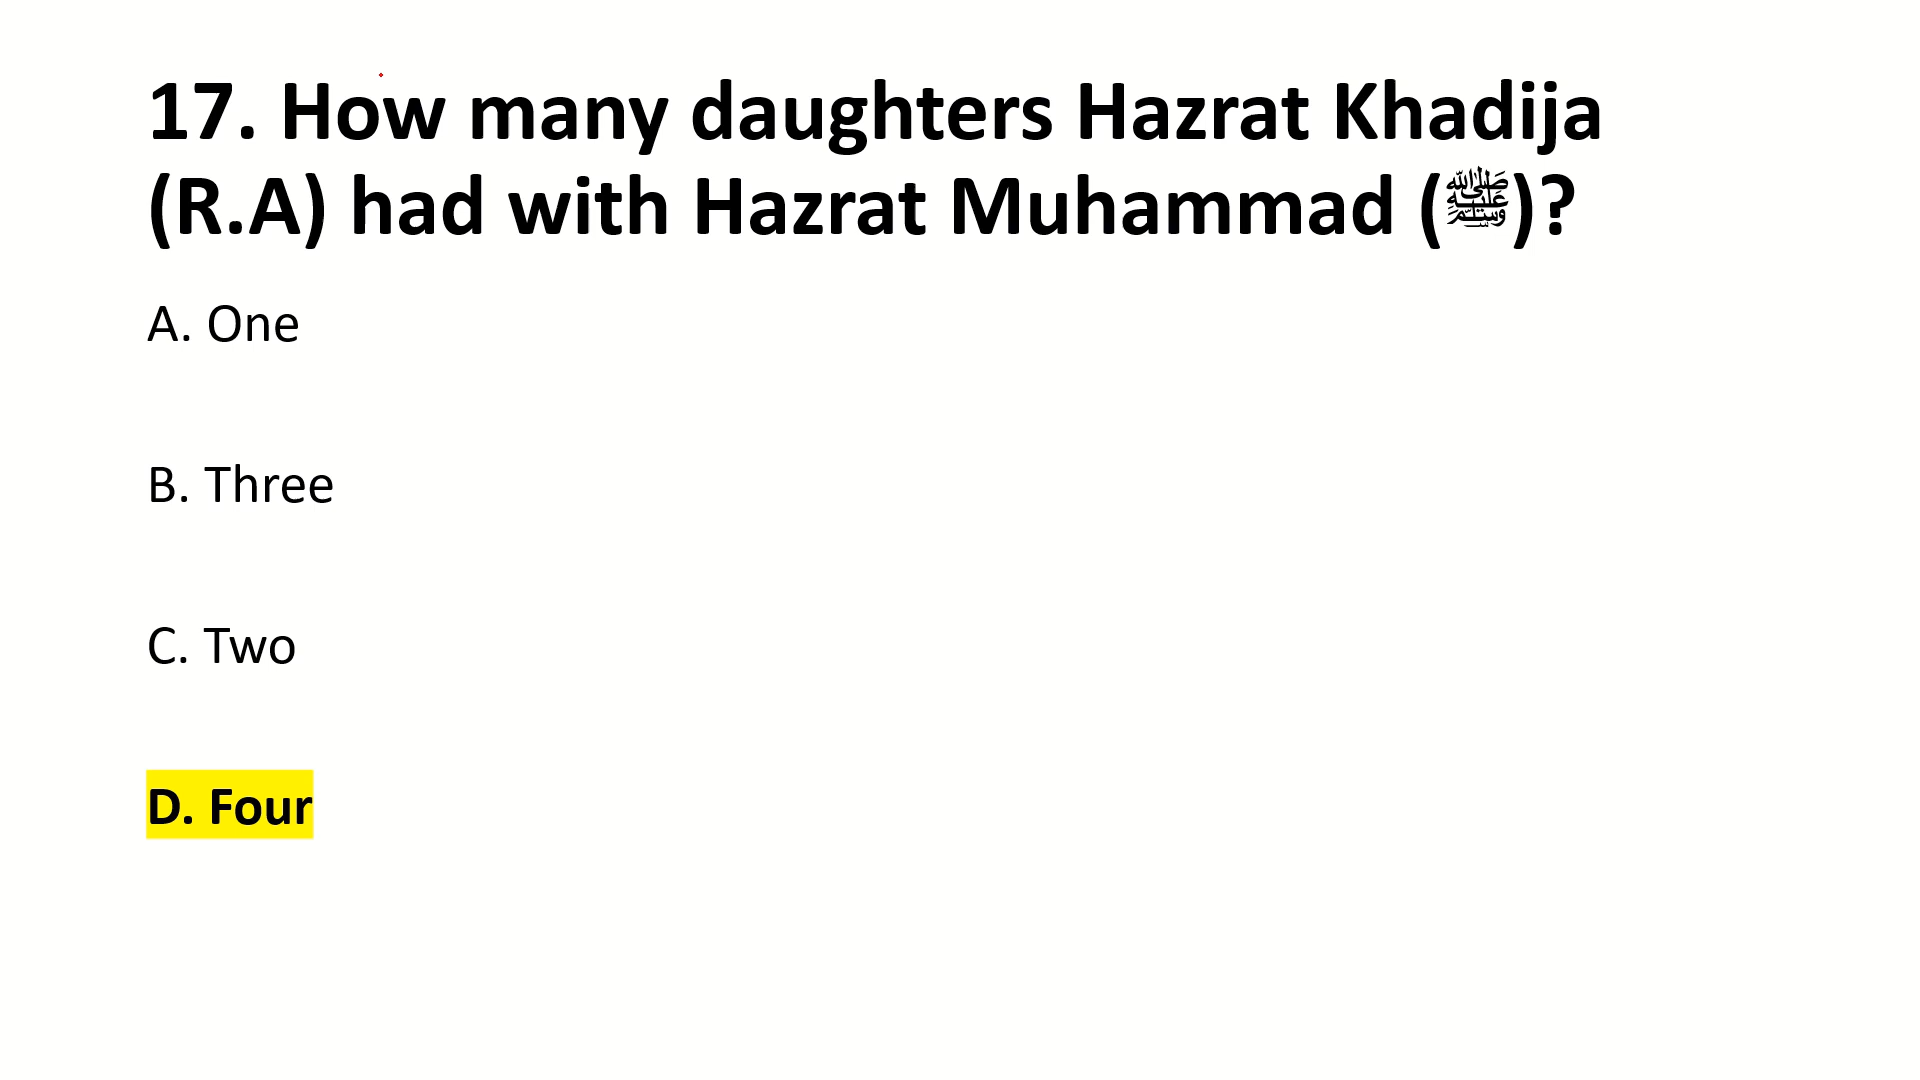 17. How many daughters Hazrat Khadija
(R.A) had with Hazrat Muhammad (ﷺ)?
A. One
B. Three
C. Two
D. Four